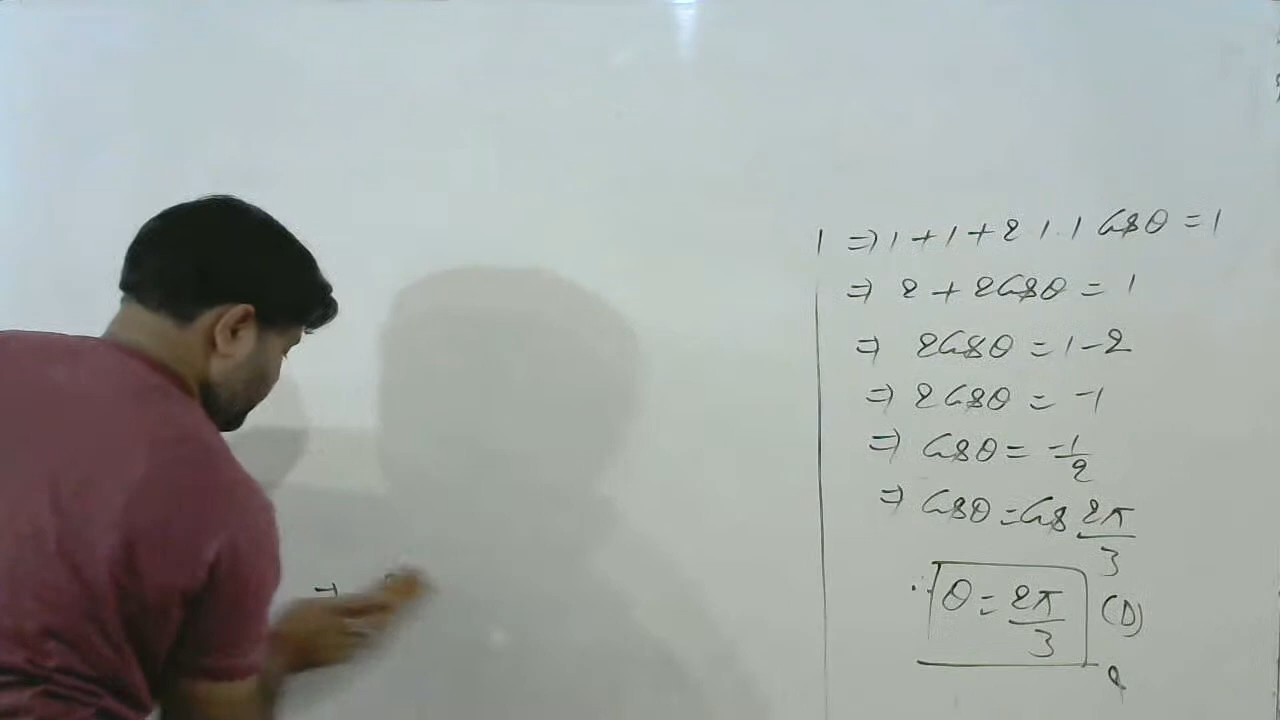 ⇒ 1 + 1 + 2 1 . 1 Cosθ = 1
⇒ 2 + 2Cosθ = 1
⇒ 2Cosθ = 1 - 2
⇒ 2Cosθ = -1
⇒ Cosθ = -1/2
⇒ Cosθ = Cos 2π/3
∴ θ = 2π/3 (D)